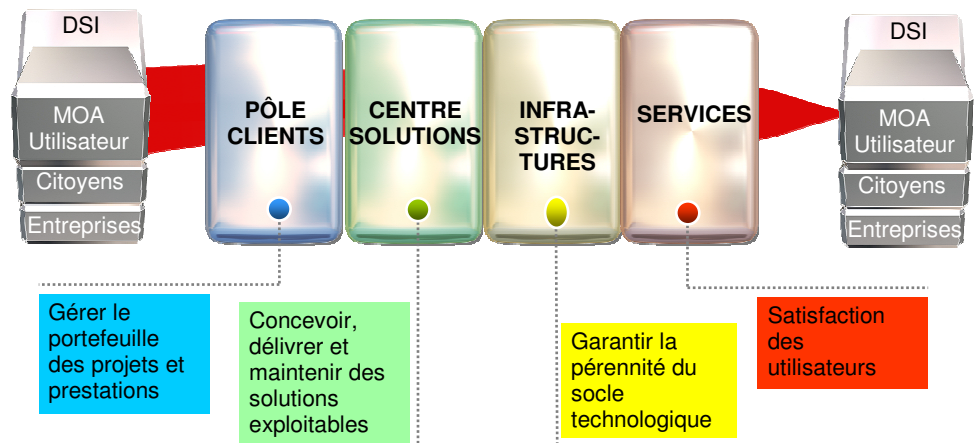 DSI
MOA
Utilisateur
Citoyens
Entreprises
PÔLE
CLIENTS
CENTRE
SOLUTIONS
INFRA-
STRUC-
TURES
SERVICES
DSI
MOA
Utilisateur
Citoyens
Entreprises
Gérer le
portefeuille
des projets et
prestations
Concevoir,
délivrer et
maintenir des
solutions
exploitables
Garantir la
pérennité du
socle
technologique
Satisfaction
des
utilisateurs